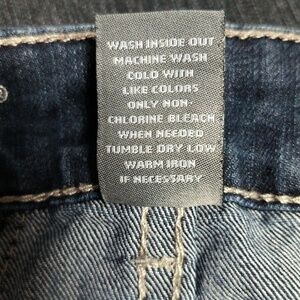 WASH INSIDE OUT
MACHINE WASH
COLD WITH
LIKE COLORS
ONLY NON-
CHLORINE BLEACH
WHEN NEEDED
TUMBLE DRY LOW
WARM IRON
IF NECESSARY